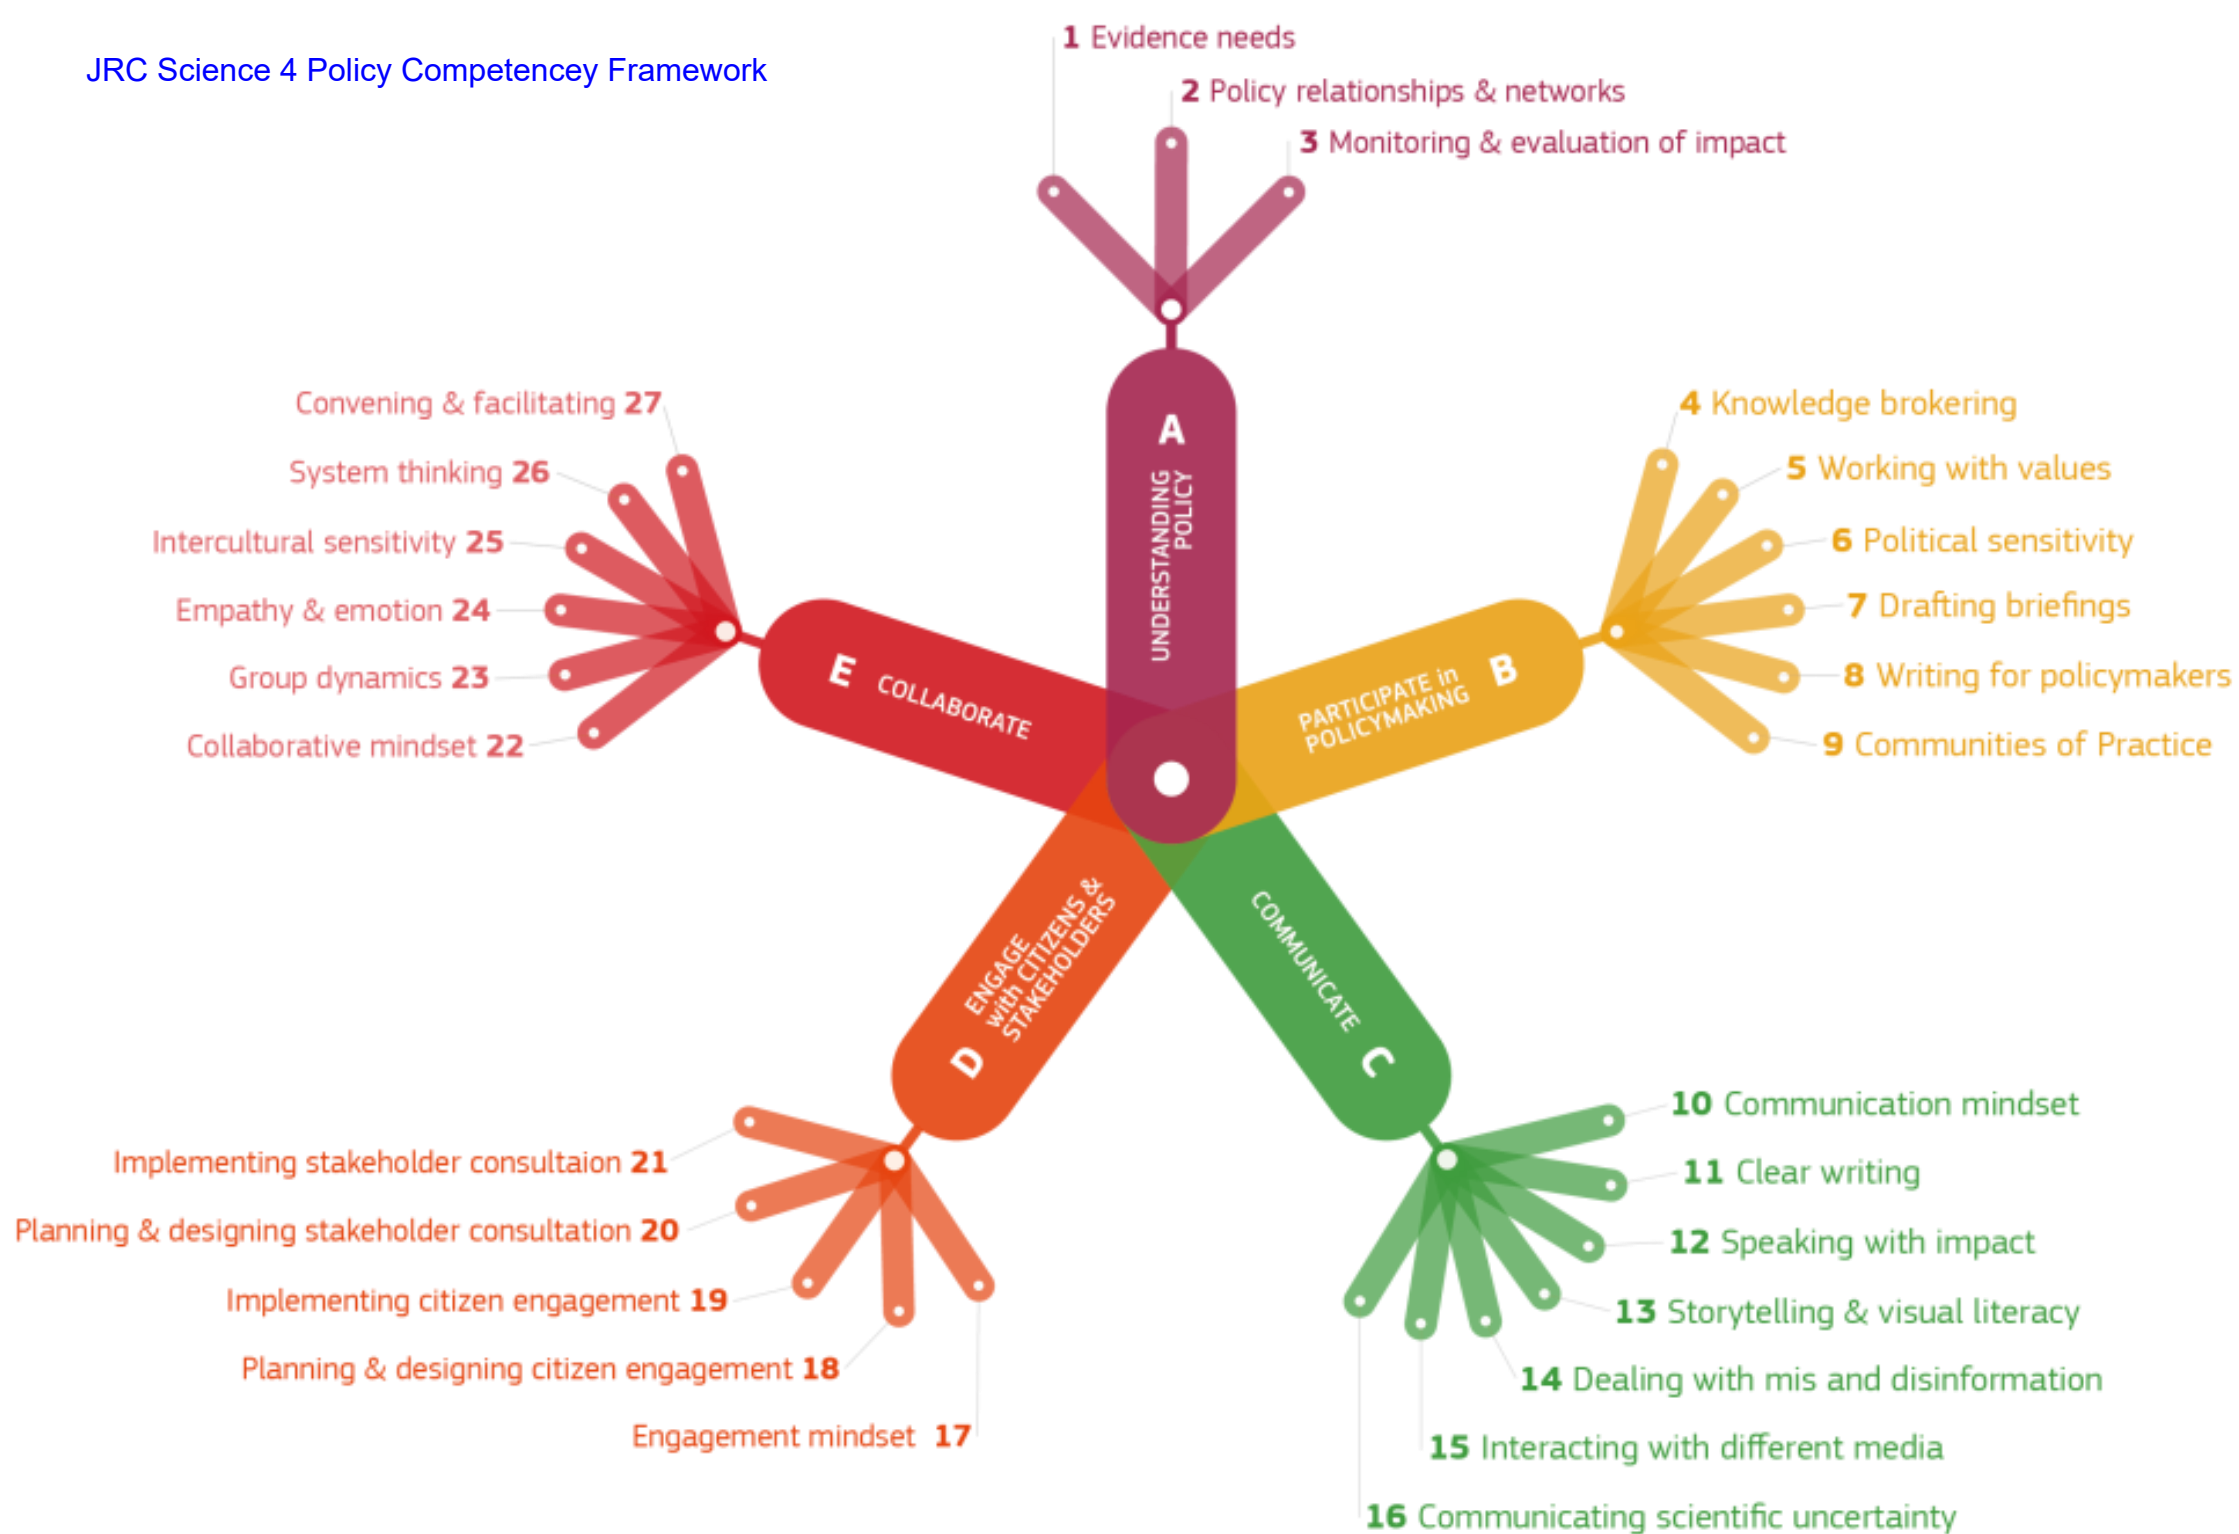 JRC Science 4 Policy Competencey Framework
1 Evidence needs
2 Policy relationships & networks
3 Monitoring & evaluation of impact
A
UNDERSTANDING
POLICY
4 Knowledge brokering
5 Working with values
6 Political sensitivity
7 Drafting briefings
8 Writing for policymakers
9 Communities of Practice
PARTICIPATE in
POLICYMAKING
B
COMMUNICATE
C
10 Communication mindset
11 Clear writing
12 Speaking with impact
13 Storytelling & visual literacy
14 Dealing with mis and disinformation
15 Interacting with different media
16 Communicating scientific uncertainty
ENGAGE
with CITIZENS &
STAKEHOLDERS
D
Engagement mindset 17
Planning & designing citizen engagement 18
Implementing citizen engagement 19
Planning & designing stakeholder consultation 20
Implementing stakeholder consultaion 21
E
COLLABORATE
Collaborative mindset 22
Group dynamics 23
Empathy & emotion 24
Intercultural sensitivity 25
System thinking 26
Convening & facilitating 27